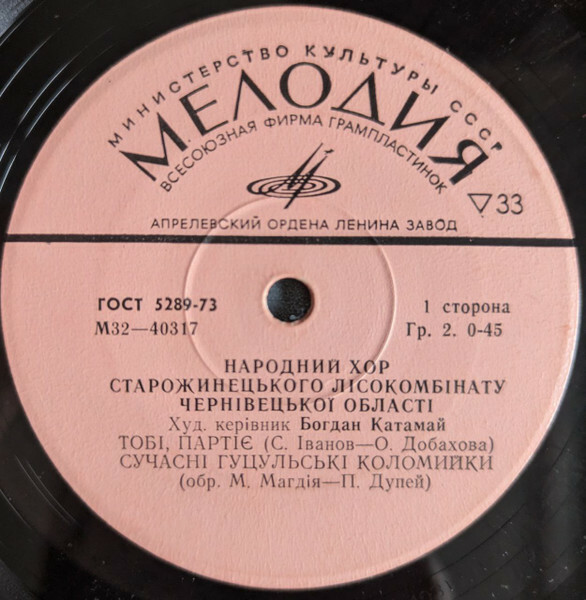 МИНИСТЕРСТВО КУЛЬТУРЫ СССР
МЕЛОДИЯ
ВСЕСОЮЗНАЯ ФИРМА ГРАМПЛАСТИНОК
33
АПРЕЛЕВСКИЙ ОРДЕНА ЛЕНИНА ЗАВОД
ГОСТ 5289-73
М32—40317
1 сторона
Гр. 2. 0-45
НАРОДНИЙ ХОР
СТАРОЖИНЕЦЬКОГО ЛІСОКОМБІНАТУ
ЧЕРНІВЕЦЬКОЇ ОБЛАСТІ
Худ. керівник Богдан Катамай
ТОБІ, ПАРТІЄ (С. Іванов—О. Добахова)
СУЧАСНІ ГУЦУЛЬСЬКІ КОЛОМИЙКИ
(обр. М. Магдія—П. Дупей)